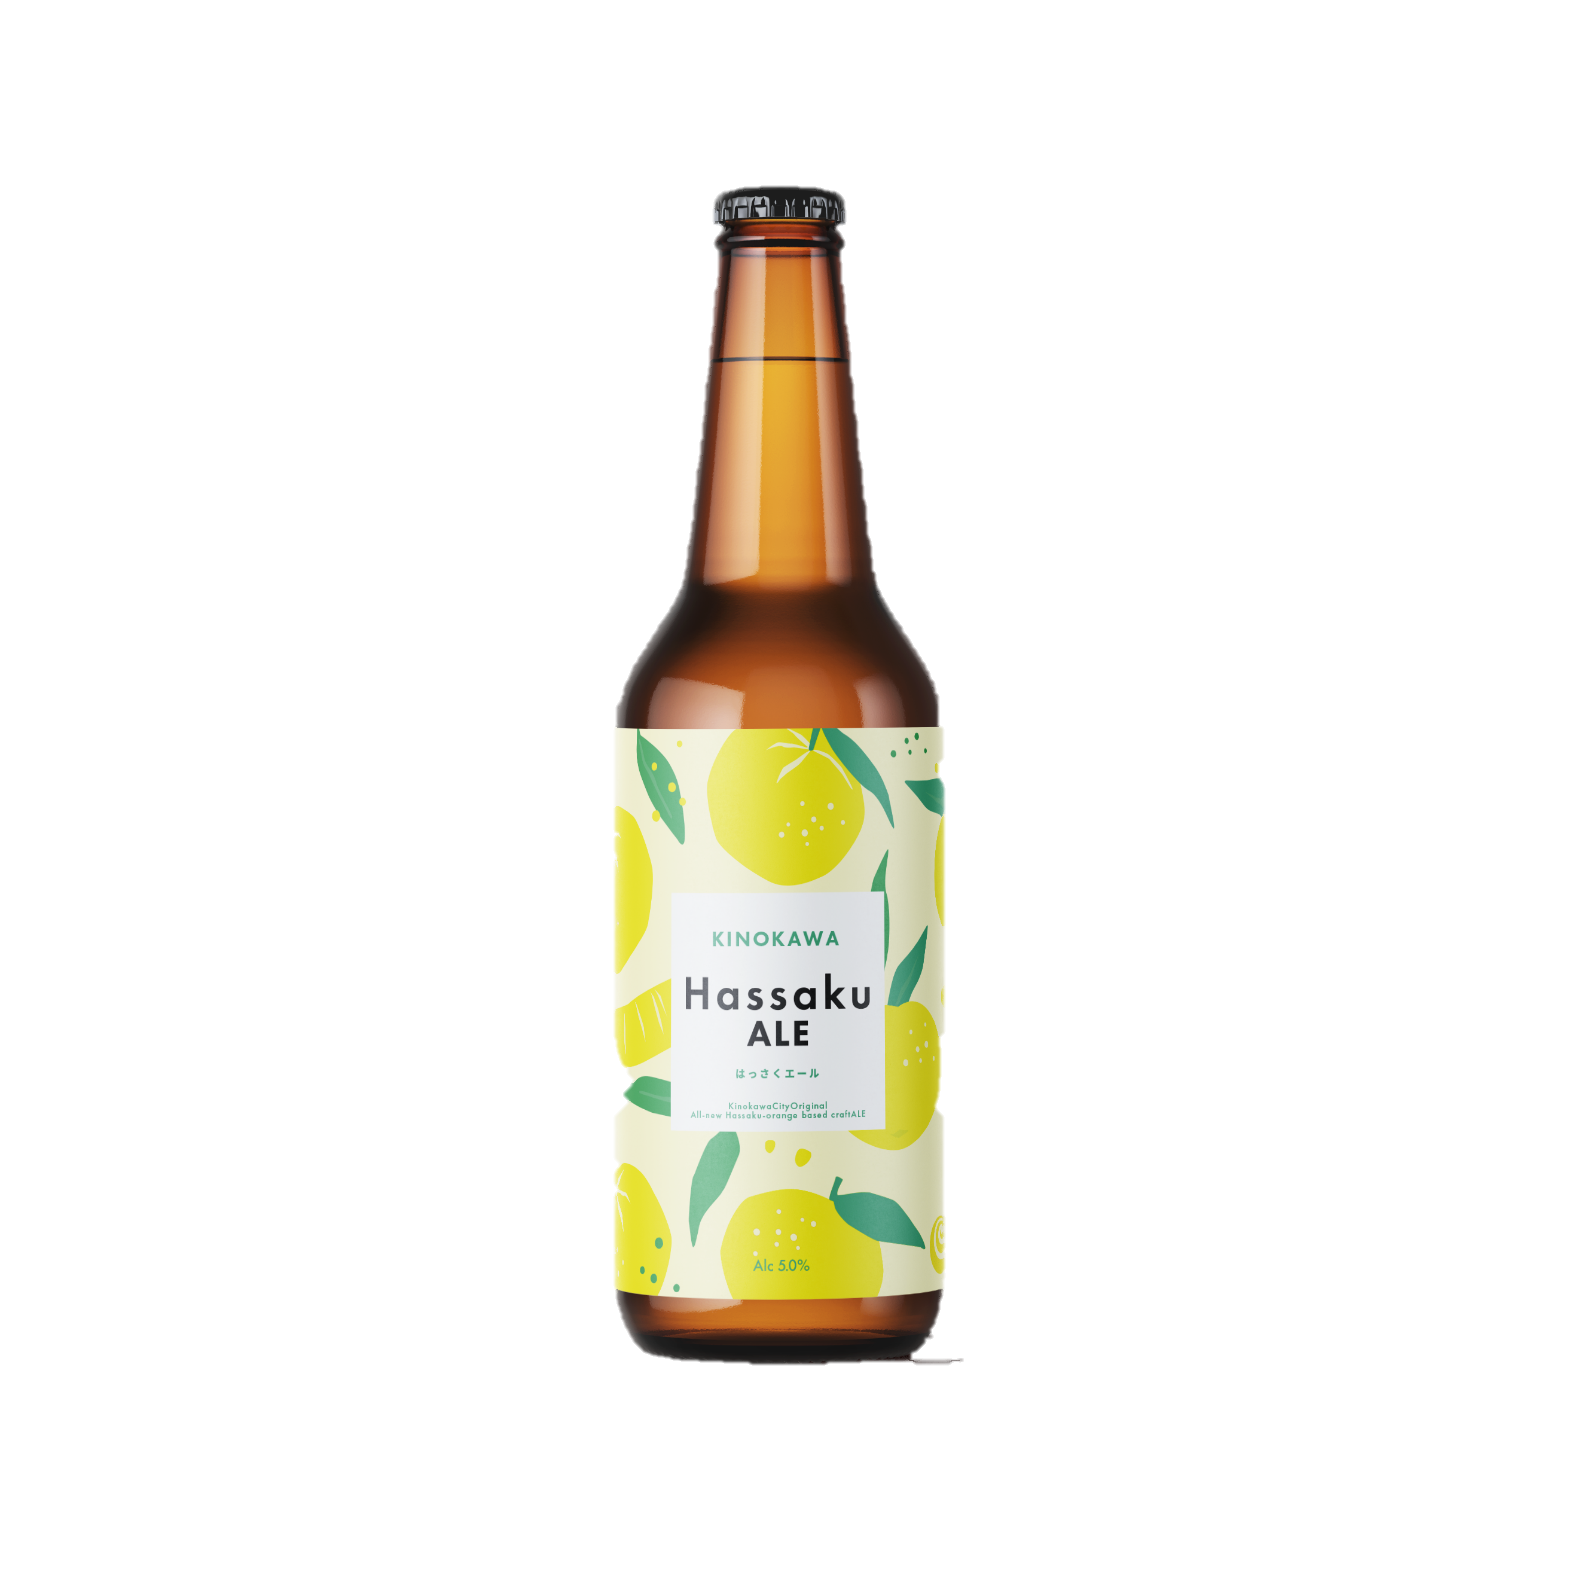 KINOKAWA
Hassaku
ALE
はっさくエール
KinokawaCityOriginal
All-new Hassaku-orange based craftALE
Alc 5.0%